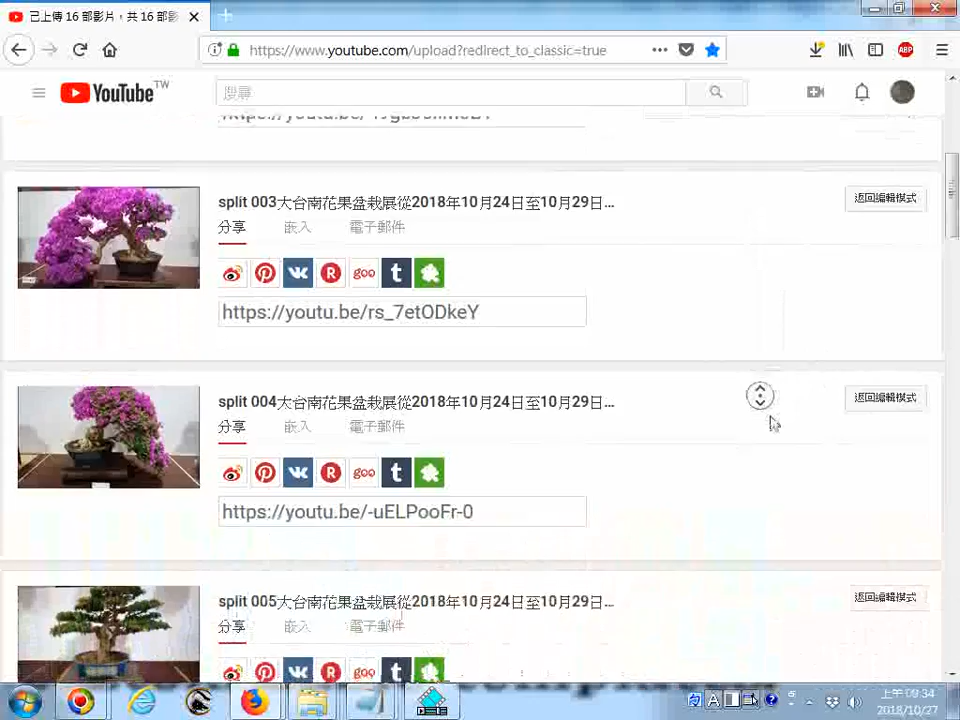 已上傳 16 部影片，共 16 部影
https://www.youtube.com/upload?redirect_to_classic=true
ABP
YouTube TW
搜尋
split 003大台南花果盆栽展從2018年10月24日至10月29日...
返回編輯模式
分享 嵌入 電子郵件
R goo t
https://youtu.be/rs_7etODkeY
split 004大台南花果盆栽展從2018年10月24日至10月29日...
返回編輯模式
分享 嵌入 電子郵件
R goo t
https://youtu.be/-uELPooFr-0
split 005大台南花果盆栽展從2018年10月24日至10月29日...
返回編輯模式
分享 嵌入 電子郵件
R goo t
上午 09:34
2018/10/27